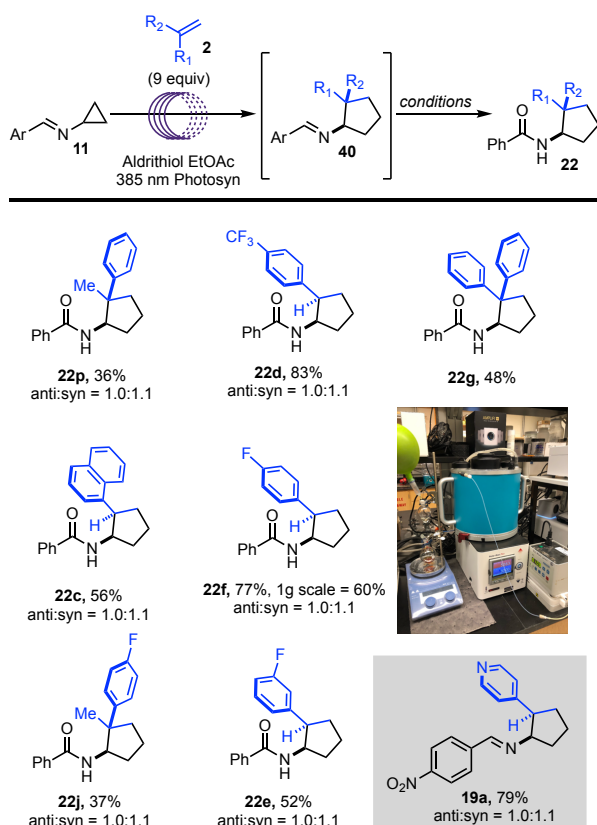 R2
R1
2
(9 equiv)
Ar
N
11
Aldrithiol EtOAc
385 nm Photosyn
R1
R2
Ar
N
40
conditions
R1
R2
O
Ph
N
H
22
Me
O
Ph
N
H
22p, 36%
anti:syn = 1.0:1.1
CF3
H
O
Ph
N
H
22d, 83%
anti:syn = 1.0:1.1
O
Ph
N
H
22g, 48%
H
O
Ph
N
H
22c, 56%
anti:syn = 1.0:1.1
F
H
O
Ph
N
H
22f, 77%, 1g scale = 60%
anti:syn = 1.0:1.1
F
Me
O
Ph
N
H
22j, 37%
anti:syn = 1.0:1.1
F
H
O
Ph
N
H
22e, 52%
anti:syn = 1.0:1.1
N
H
N
O2N
19a, 79%
anti:syn = 1.0:1.1